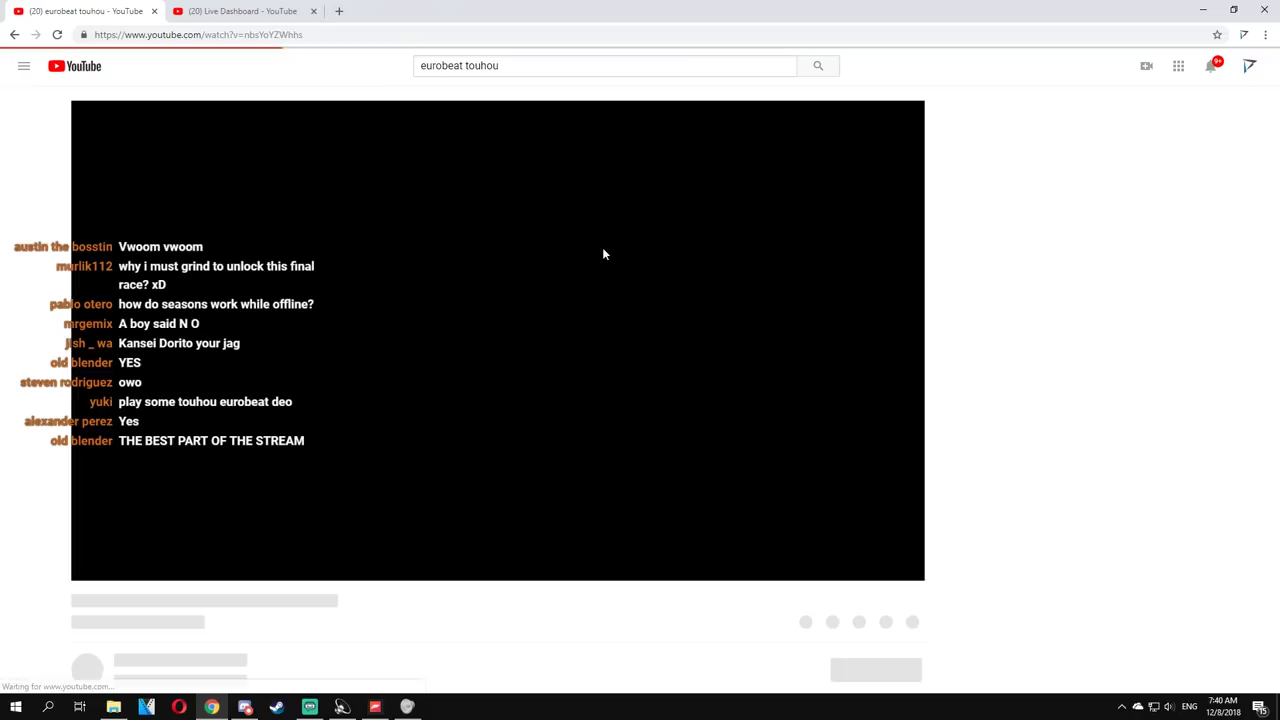 (20) eurobeat touhou - YouTube
(20) Live Dashboard - YouTube
https://www.youtube.com/watch?v=nbsYoYZWhhs
YouTube
eurobeat touhou
9+
austin the bosstin Vwoom vwoom
murlik112 why i must grind to unlock this final
race? xD
pablo otero how do seasons work while offline?
mrgemix A boy said N O
jish _ wa Kansei Dorito your jag
old blender YES
steven rodriguez owo
yuki play some touhou eurobeat deo
alexander perez Yes
old blender THE BEST PART OF THE STREAM
Waiting for www.youtube.com...
ENG
7:40 AM
12/8/2018
15